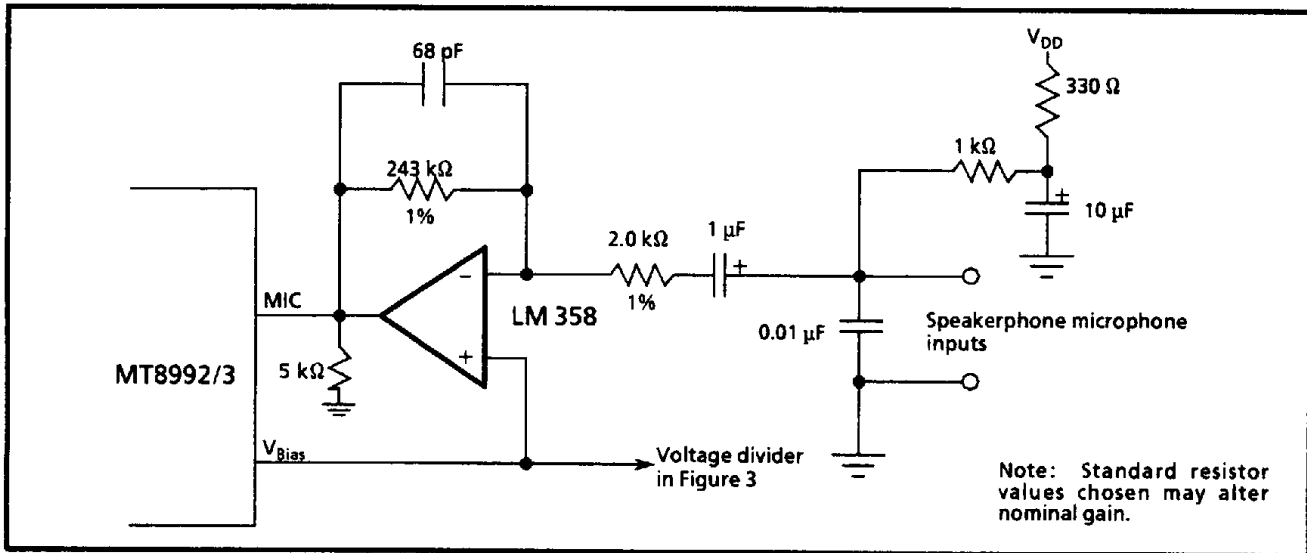 68 pF
V_DD
330 Ω
1 kΩ
243 kΩ
1%
10 µF
2.0 kΩ
1 µF
+
+
1%
−
MIC
LM 358
+
0.01 µF
Speakerphone microphone
inputs
MT8992/3
5 kΩ
V_Bias
Voltage divider
in Figure 3
Note: Standard resistor
values chosen may alter
nominal gain.